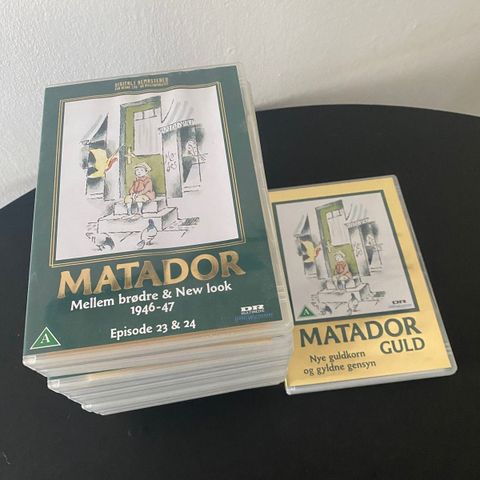 DIGITALT REMASTERED
MATADOR
Mellem brødre & New look
1946-47
Episode 23 & 24
A
DR
MATADOR
GULD
Nye guldkorn
og gyldne gensyn
A
DR